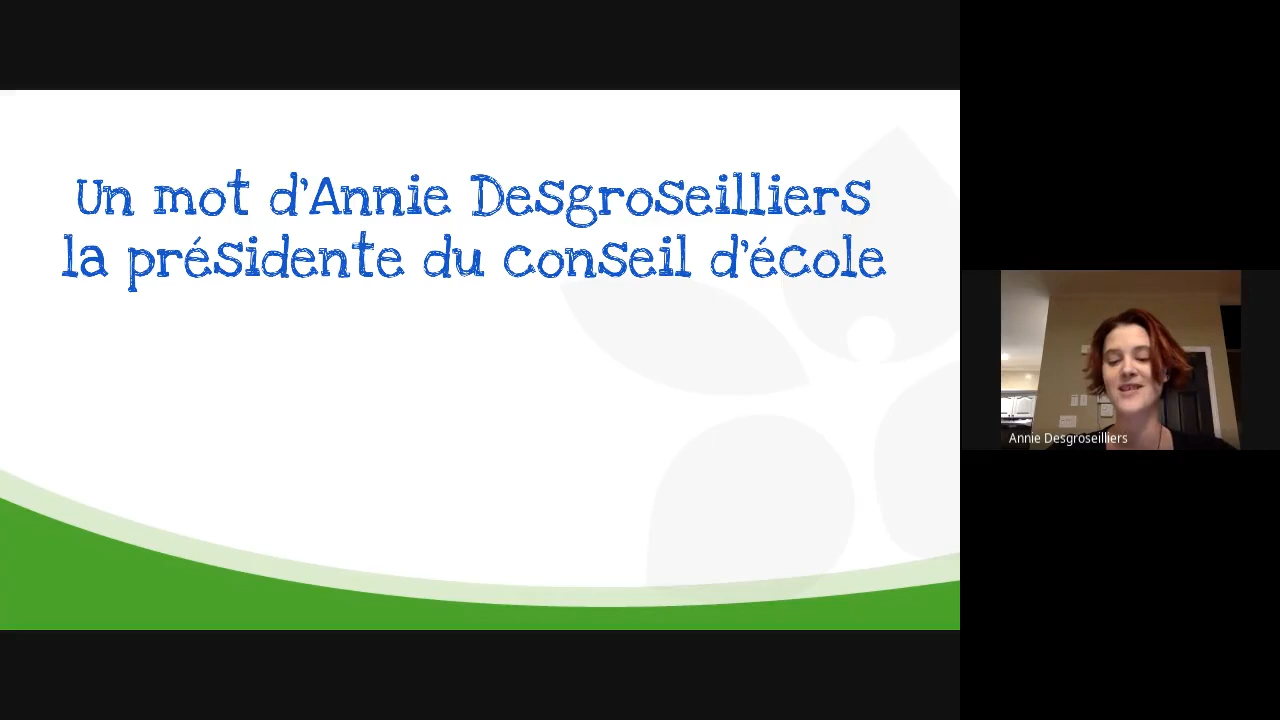 Un mot d'Annie Desgroseilliers
la présidente du conseil d'école
Annie Desgroseilliers